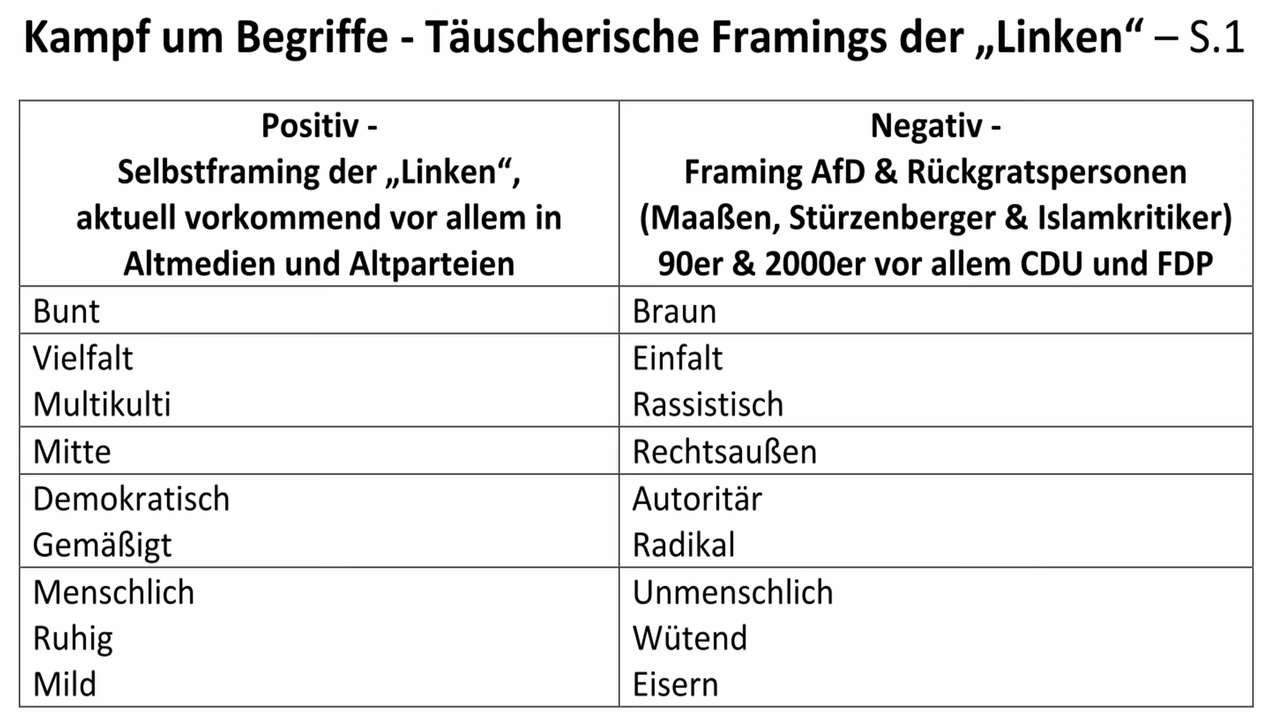 Kampf um Begriffe - Täuscherische Framings der „Linken“ – S.1
Positiv -
Selbstframing der „Linken“,
aktuell vorkommend vor allem in
Altmedien und Altparteien
Negativ -
Framing AfD & Rückgratspersonen
(Maaßen, Stürzenberger & Islamkritiker)
90er & 2000er vor allem CDU und FDP
Bunt
Braun
Vielfalt
Multikulti
Einfalt
Rassistisch
Mitte
Rechtsaußen
Demokratisch
Gemäßigt
Autoritär
Radikal
Menschlich
Ruhig
Mild
Unmenschlich
Wütend
Eisern